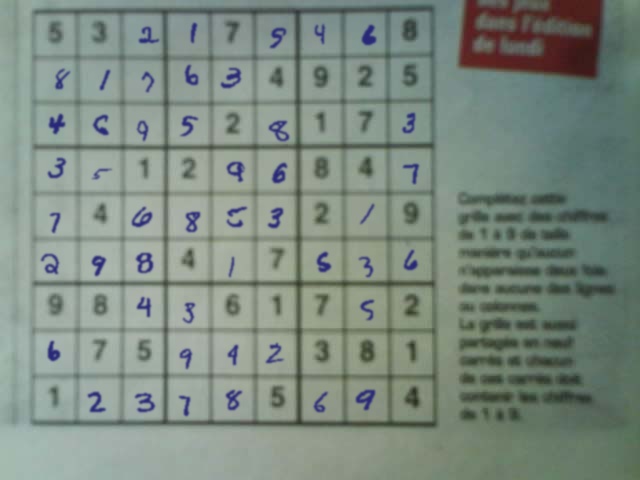 des plus
dans l'édition
de lundi
5 3 2 1 7 9 4 6 8
8 1 7 6 3 4 9 2 5
4 6 9 5 2 8 1 7 3
3 5 1 2 9 6 8 4 7
7 4 6 8 5 3 2 1 9
2 9 8 4 1 7 5 3 6
9 8 4 3 6 1 7 5 2
6 7 5 9 4 2 3 8 1
1 2 3 7 8 5 6 9 4
Complétez cette
grille avec des chiffres
de 1 à 9 de telle
manière qu'aucun
n'apparaisse deux fois
dans aucune des lignes
ou colonnes.
La grille est aussi
partagée en neuf
carrés et chacun
de ces carrés doit
contenir les chiffres
de 1 à 9.